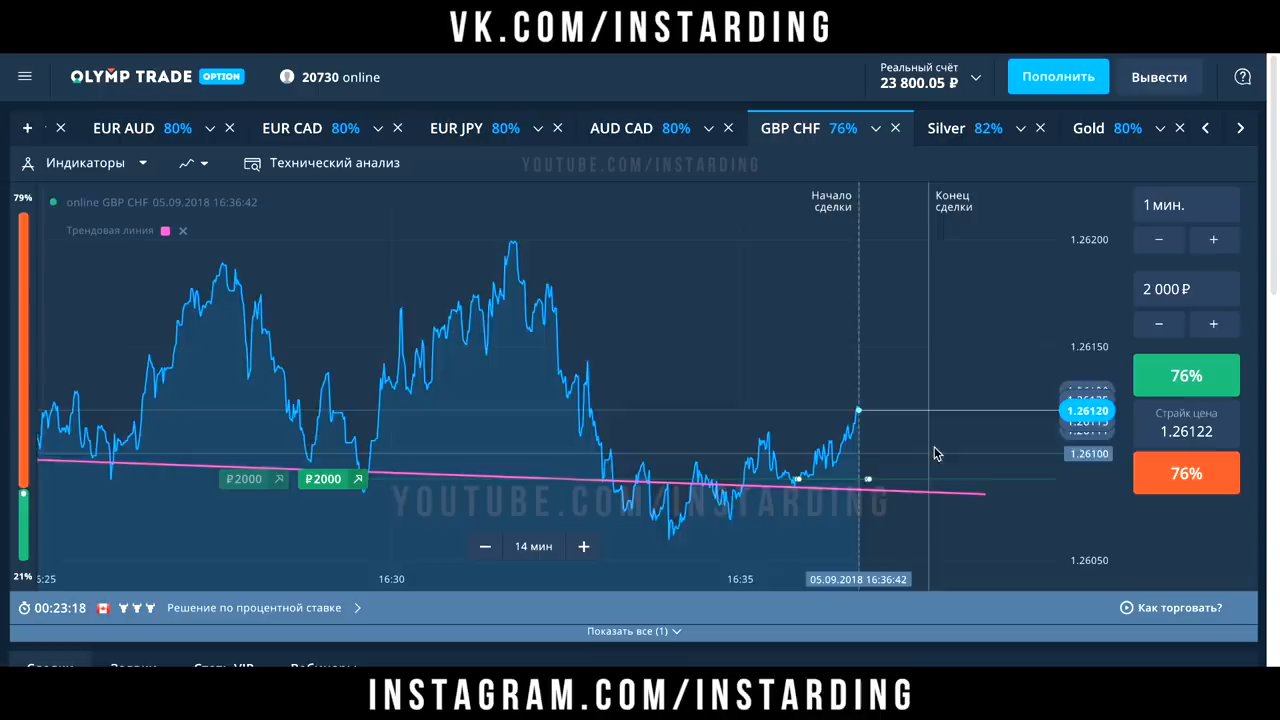 VK.COM/INSTARDING
OLYMP TRADE OPTION
20730 online
Реальный счёт
23 800.05 ₽
Пополнить
Вывести
EUR AUD 80%
EUR CAD 80%
EUR JPY 80%
AUD CAD 80%
GBP CHF 76%
Silver 82%
Gold 80%
Индикаторы
Технический анализ
YOUTUBE.COM/INSTARDING
79%
online GBP CHF 05.09.2018 16:36:42
Трендовая линия
Начало
сделки
Конец
сделки
1 мин.
1.26200
2 000 ₽
1.26150
76%
1.26120
Страйк цена
1.26122
1.26100
76%
₽2000
₽2000
YOUTUBE.COM/INSTARDING
14 мин
1.26050
21%
16:30
16:35
05.09.2018 16:36:42
00:23:18
Решение по процентной ставке
Как торговать?
Показать все (1)
INSTAGRAM.COM/INSTARDING